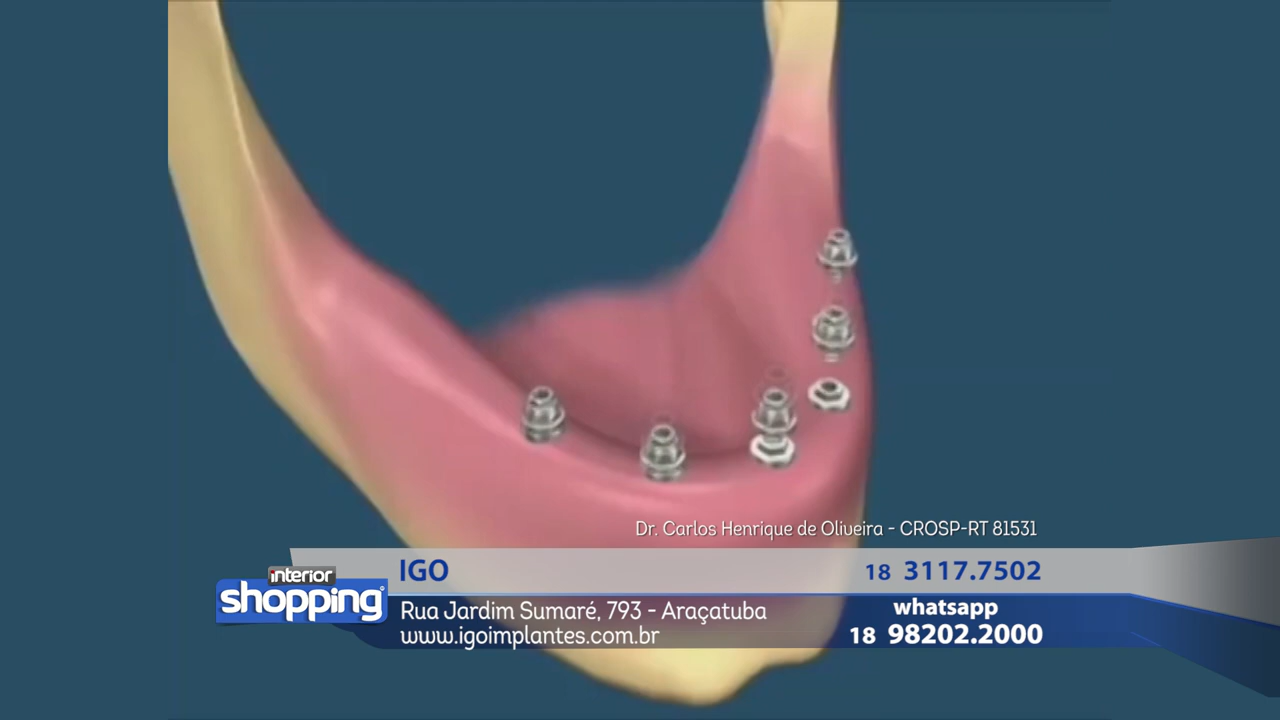 Dr. Carlos Henrique de Oliveira - CROSP-RT 81531
interior
shopping
IGO
18 3117.7502
Rua Jardim Sumaré, 793 - Araçatuba
www.igoimplantes.com.br
whatsapp
18 98202.2000